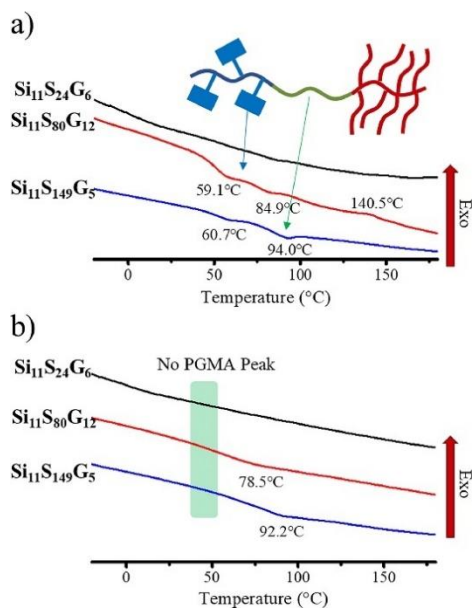 a)
Si₁₁S₂₄G₆
Si₁₁S₈₀G₁₂
Si₁₁S₁₄₉G₅
59.1°C
84.9°C
140.5°C
60.7°C
94.0°C
Exo
0 50 100 150
Temperature (°C)
b)
No PGMA Peak
Si₁₁S₂₄G₆
Si₁₁S₈₀G₁₂
78.5°C
Si₁₁S₁₄₉G₅
92.2°C
Exo
0 50 100 150
Temperature (°C)